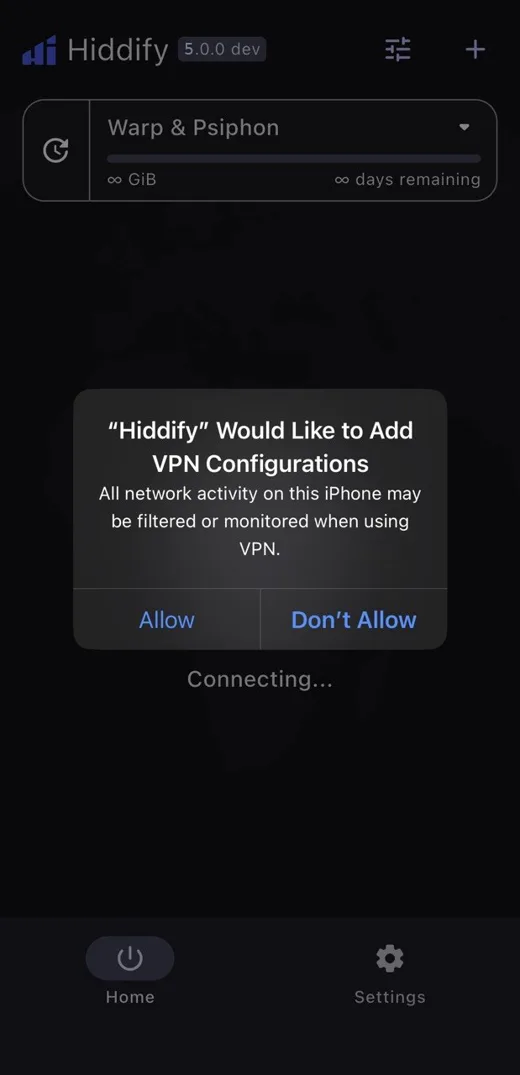 Hiddify 5.0.0 dev
Warp & Psiphon
∞ GiB
∞ days remaining
“Hiddify” Would Like to Add
VPN Configurations
All network activity on this iPhone may
be filtered or monitored when using
VPN.
Allow
Don’t Allow
Connecting...
Home
Settings